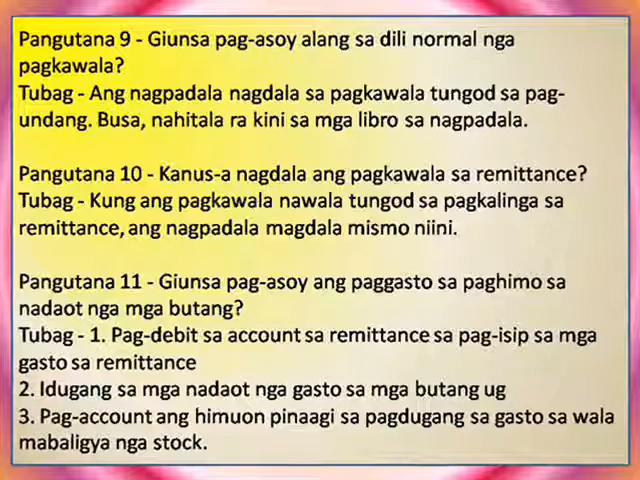 Pangutana 9 - Giunsa pag-asoy alang sa dili normal nga
pagkawala?
Tubag - Ang nagpadala nagdala sa pagkawala tungod sa pag-
undang. Busa, nahitala ra kini sa mga libro sa nagpadala.
Pangutana 10 - Kanus-a nagdala ang pagkawala sa remittance?
Tubag - Kung ang pagkawala nawala tungod sa pagkalinga sa
remittance, ang nagpadala magdala mismo niini.
Pangutana 11 - Giunsa pag-asoy ang paggasto sa paghimo sa
nadaot nga mga butang?
Tubag - 1. Pag-debit sa account sa remittance sa pag-isip sa mga
gasto sa remittance
2. Idugang sa mga nadaot nga gasto sa mga butang ug
3. Pag-account ang himuon pinaagi sa pagdugang sa gasto sa wala
mabaligya nga stock.